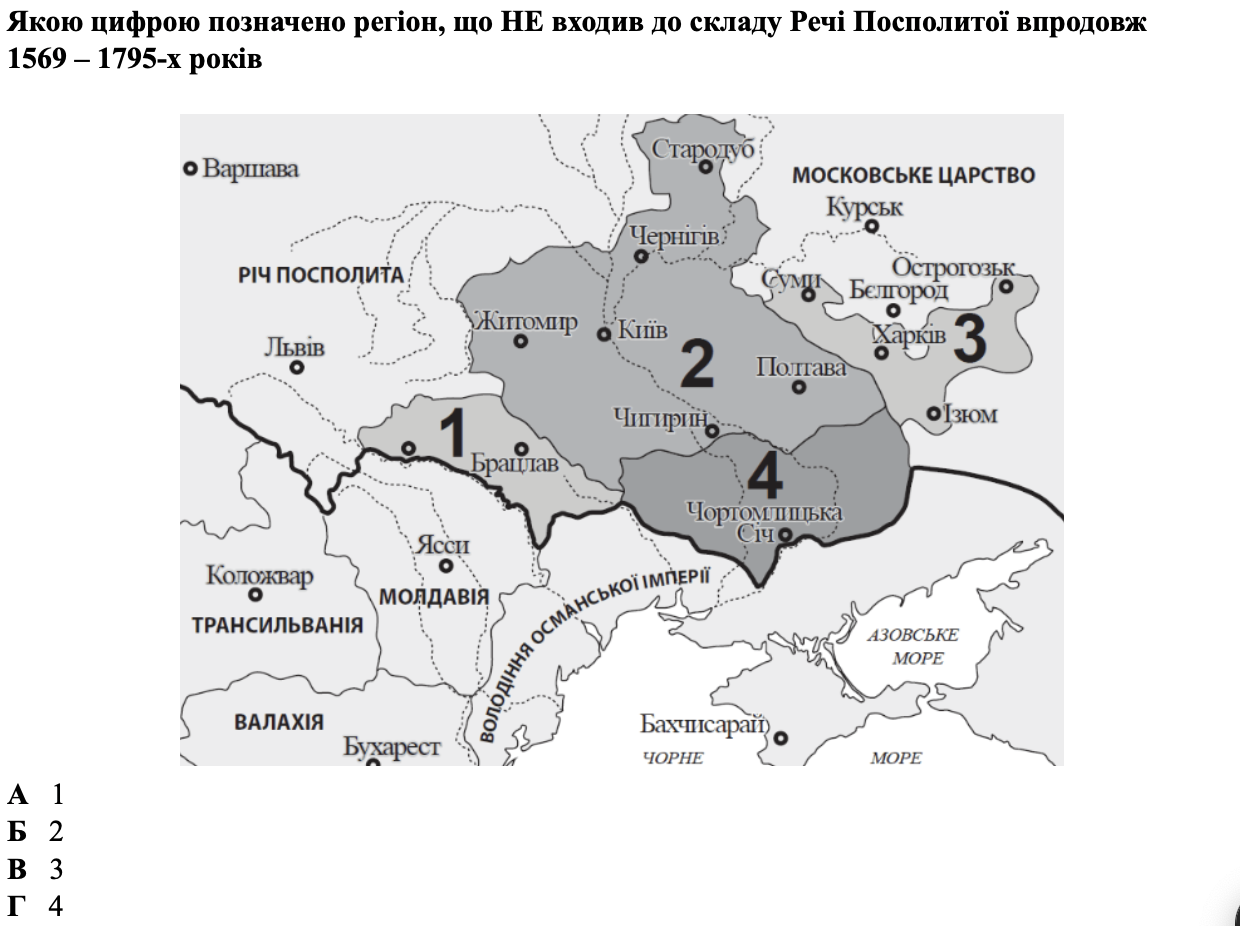 Якою цифрою позначено регіон, що НЕ входив до складу Речі Посполитої впродовж
1569 – 1795-х років
Стародуб
Варшава
МОСКОВСЬКЕ ЦАРСТВО
Курськ
Чернігів
РІЧ ПОСПОЛИТА
Суми
Острогозьк
Бєлгород
Житомир
Київ
Харків
3
Львів
2
Полтава
1
Чигирин
Ізюм
Брацлав
4
Чортомлицька
Січ
Ясси
Коложвар
МОЛДАВІЯ
ВОЛОДІННЯ ОСМАНСЬКОЇ ІМПЕРІЇ
ТРАНСИЛЬВАНІЯ
АЗОВСЬКЕ
МОРЕ
ВАЛАХІЯ
Бахчисарай
Бухарест
ЧОРНЕ
МОРЕ
А 1
Б 2
В 3
Г 4